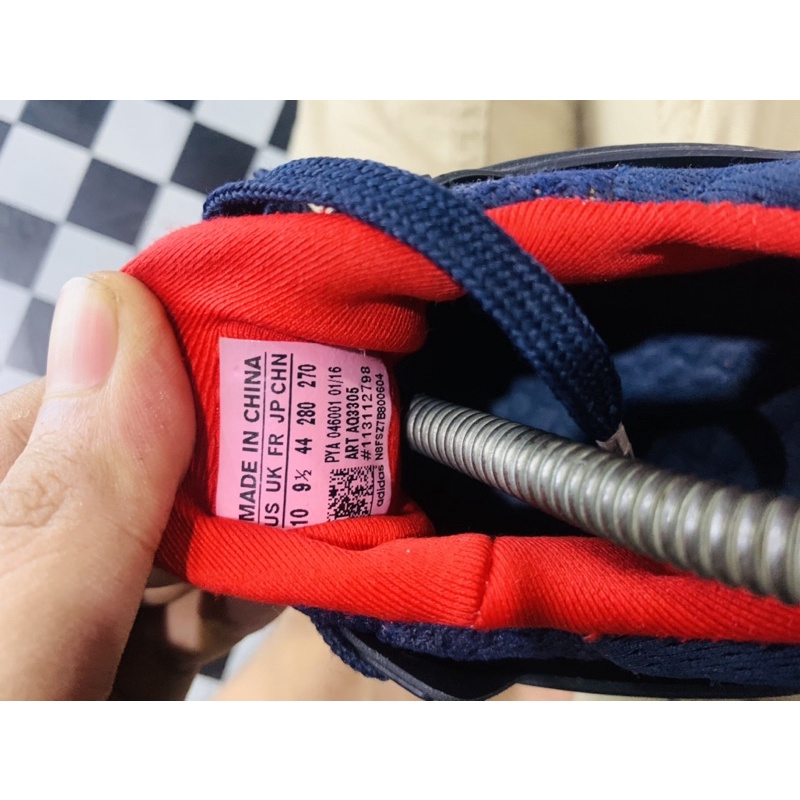 MADE IN CHINA
US UK FR JP CHN
10 9½ 44 280 270
PYA 046001 01/16
ART AQ3305
#113112798
adidas N8FSZ7B800604